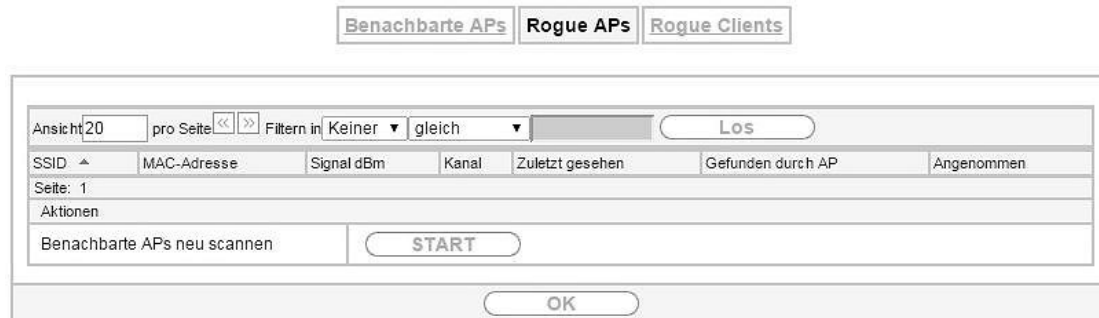 Benachbarte APs Rogue APs Rogue Clients
Ansicht 20 pro Seite << >> Filtern in Keiner gleich Los
SSID MAC-Adresse Signal dBm Kanal Zuletzt gesehen Gefunden durch AP Angenommen
Seite: 1
Aktionen
Benachbarte APs neu scannen START
OK